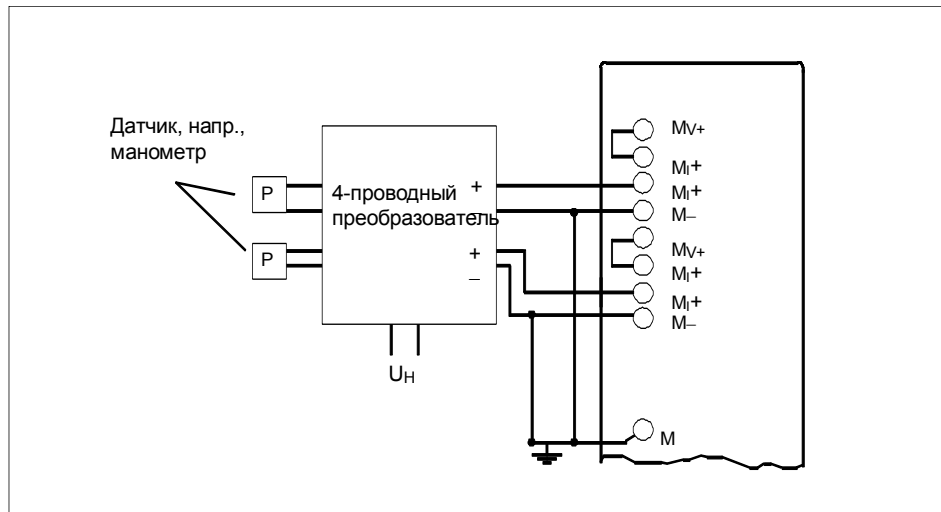 Датчик, напр.,
манометр
P
P
4-проводный
преобразователь
+
–
+
–
UH
MV+
MI+
MI+
M–
MV+
MI+
MI+
M–
M